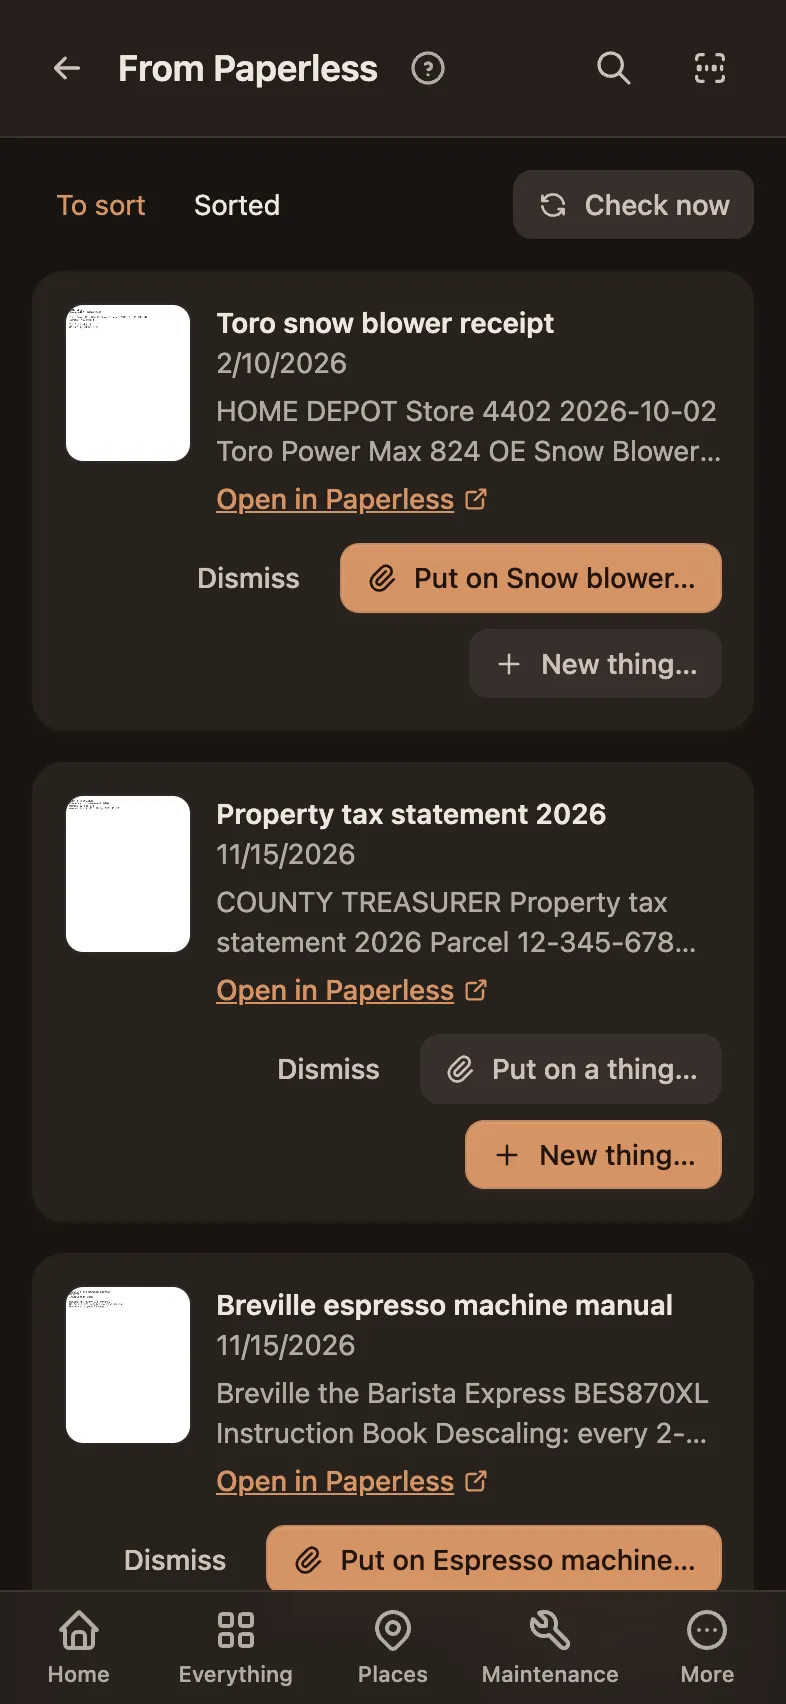 From Paperless
To sort
Sorted
Check now
Toro snow blower receipt
2/10/2026
HOME DEPOT Store 4402 2026-10-02
Toro Power Max 824 OE Snow Blower...
Open in Paperless
Dismiss
Put on Snow blower...
New thing...
Property tax statement 2026
11/15/2026
COUNTY TREASURER Property tax
statement 2026 Parcel 12-345-678...
Open in Paperless
Dismiss
Put on a thing...
New thing...
Breville espresso machine manual
11/15/2026
Breville the Barista Express BES870XL
Instruction Book Descaling: every 2-...
Open in Paperless
Dismiss
Put on Espresso machine...
Home
Everything
Places
Maintenance
More